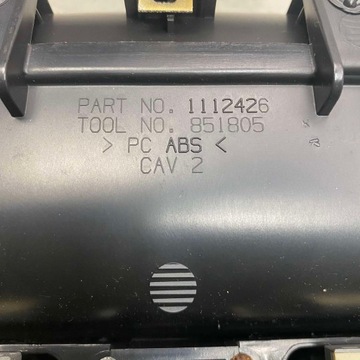 PART NO. 1112426
TOOL NO. 851805
> PC ABS <
CAV 2